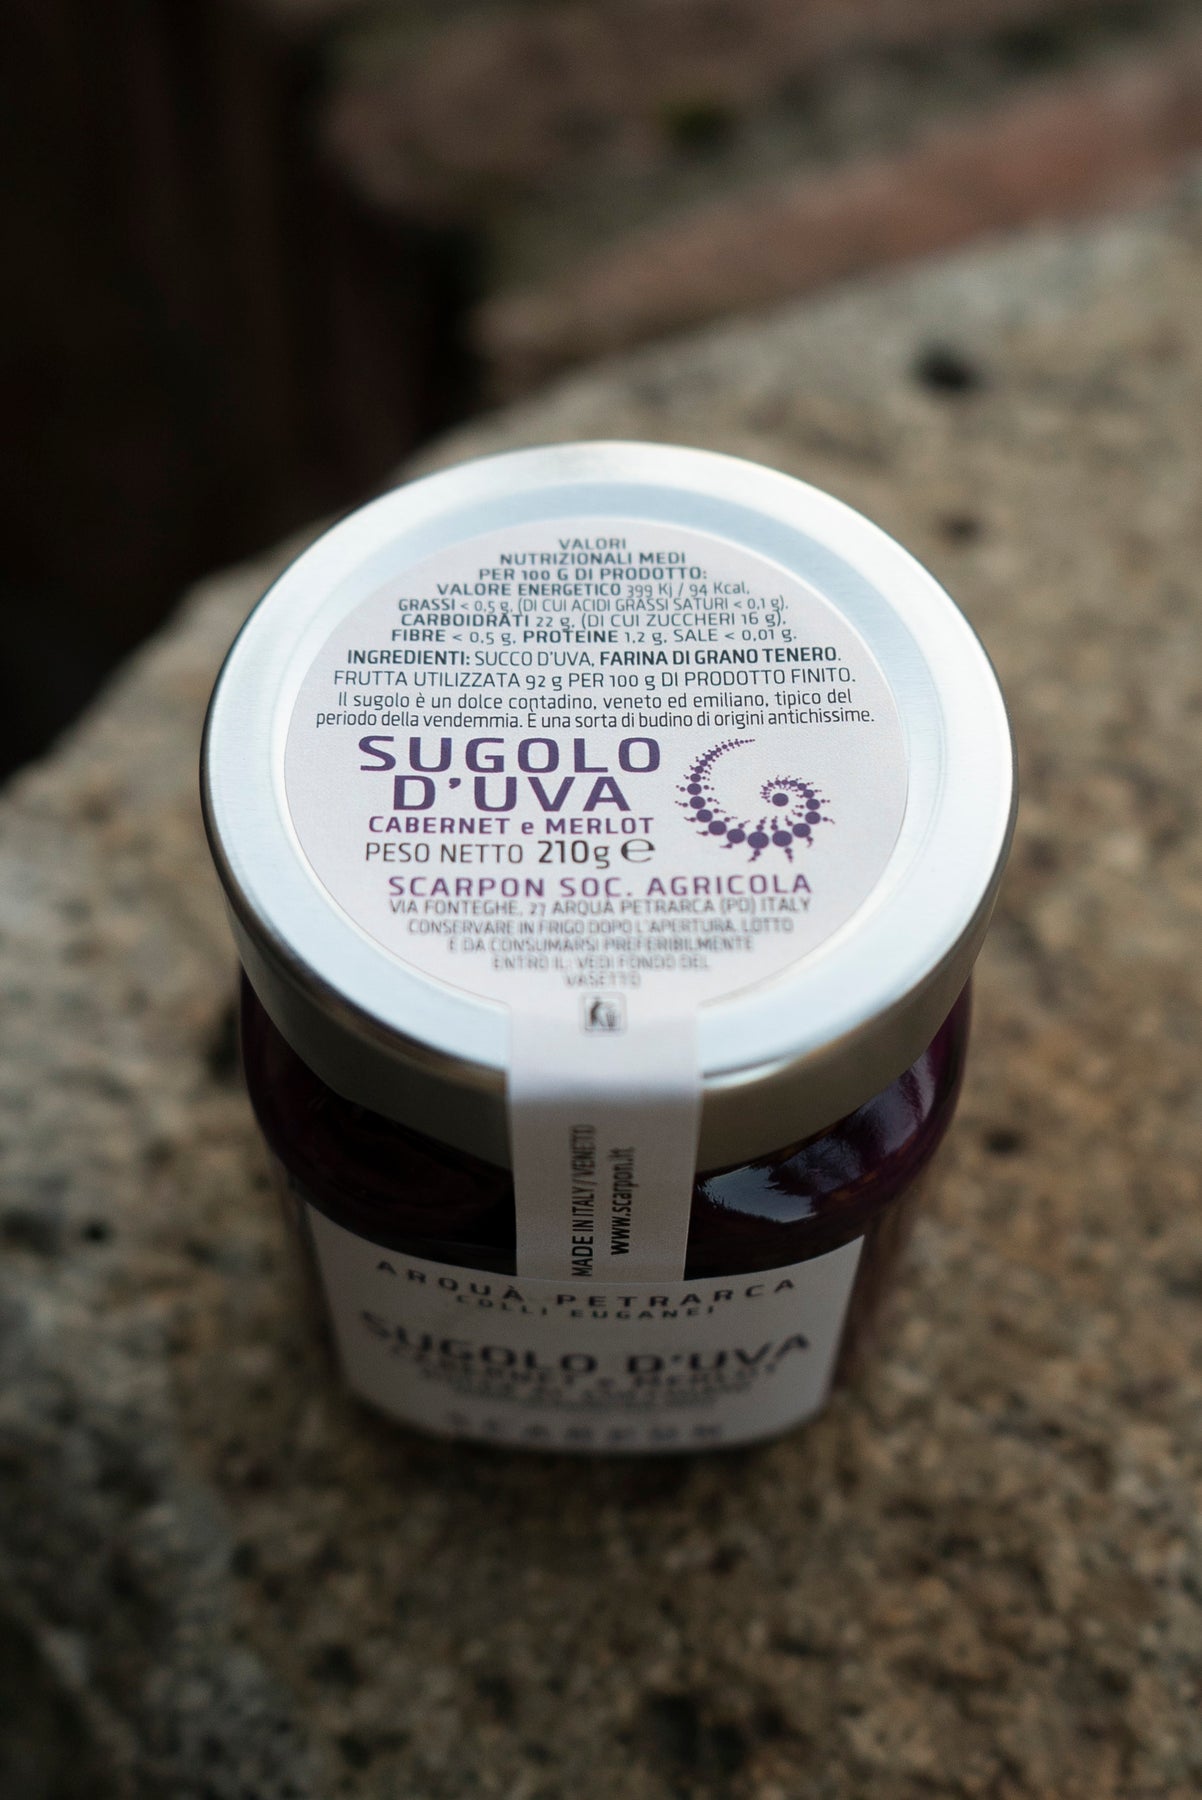 VALORI
NUTRIZIONALI MEDI
PER 100 G DI PRODOTTO:
VALORE ENERGETICO 399 Kj / 94 Kcal,
GRASSI < 0,5 g, (DI CUI ACIDI GRASSI SATURI < 0,1 g),
CARBOIDRATI 22 g, (DI CUI ZUCCHERI 16 g),
FIBRE < 0,5 g, PROTEINE 1,2 g, SALE < 0,01 g.
INGREDIENTI: SUCCO D'UVA, FARINA DI GRANO TENERO.
FRUTTA UTILIZZATA 92 g PER 100 g DI PRODOTTO FINITO.
Il sugolo è un dolce contadino, veneto ed emiliano, tipico del
periodo della vendemmia. È una sorta di budino di origini antichissime.
SUGOLO
D'UVA
CABERNET e MERLOT
PESO NETTO 210g ℮
SCARPON SOC. AGRICOLA
VIA FONTEGHE, 27 ARQUÀ PETRARCA (PD) ITALY
CONSERVARE IN FRIGO DOPO L'APERTURA. LOTTO
E DA CONSUMARSI PREFERIBILMENTE
ENTRO IL: VEDI FONDO DEL
VASETTO
MADE IN ITALY / VENETO
www.scarpon.it
ARQUÀ PETRARCA
COLLI EUGANEI
SUGOLO D'UVA
CABERNET e MERLOT
SCARPON